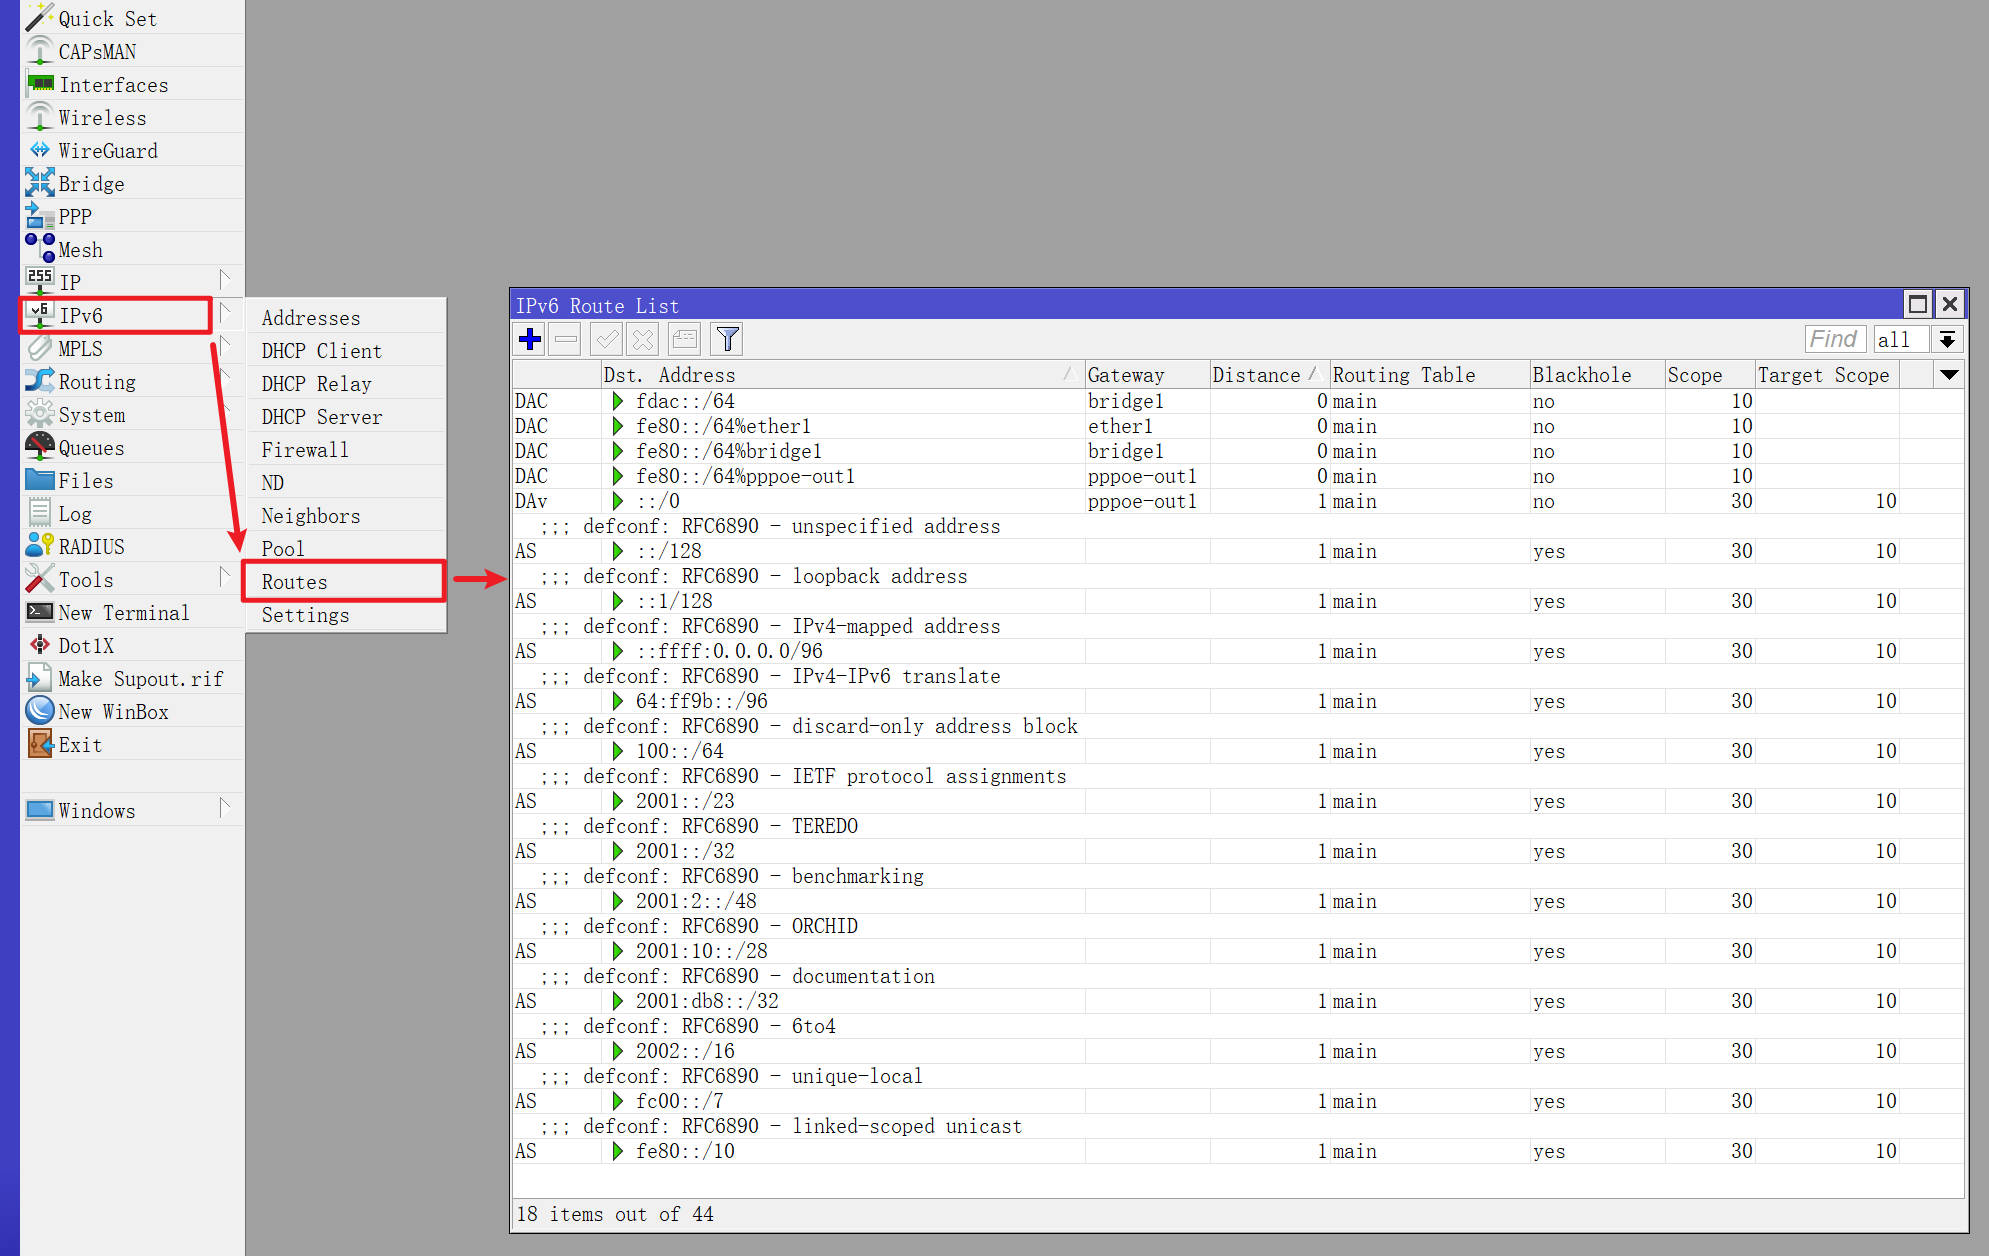 Quick Set
CAPsMAN
Interfaces
Wireless
WireGuard
Bridge
PPP
Mesh
255 IP
v6 IPv6
MPLS
Routing
System
Queues
Files
Log
RADIUS
Tools
New Terminal
Dot1X
Make Supout.rif
New WinBox
Exit
Windows
Addresses
DHCP Client
DHCP Relay
DHCP Server
Firewall
ND
Neighbors
Pool
Routes
Settings
IPv6 Route List
Find all
Dst. Address Gateway Distance Routing Table Blackhole Scope Target Scope
DAC fdac::/64 bridge1 0 main no 10
DAC fe80::/64%ether1 ether1 0 main no 10
DAC fe80::/64%bridge1 bridge1 0 main no 10
DAC fe80::/64%pppoe-out1 pppoe-out1 0 main no 10
DAv ::/0 pppoe-out1 1 main no 30 10
;;; defconf: RFC6890 - unspecified address
AS ::/128 1 main yes 30 10
;;; defconf: RFC6890 - loopback address
AS ::1/128 1 main yes 30 10
;;; defconf: RFC6890 - IPv4-mapped address
AS ::ffff:0.0.0.0/96 1 main yes 30 10
;;; defconf: RFC6890 - IPv4-IPv6 translate
AS 64:ff9b::/96 1 main yes 30 10
;;; defconf: RFC6890 - discard-only address block
AS 100::/64 1 main yes 30 10
;;; defconf: RFC6890 - IETF protocol assignments
AS 2001::/23 1 main yes 30 10
;;; defconf: RFC6890 - TEREDO
AS 2001::/32 1 main yes 30 10
;;; defconf: RFC6890 - benchmarking
AS 2001:2::/48 1 main yes 30 10
;;; defconf: RFC6890 - ORCHID
AS 2001:10::/28 1 main yes 30 10
;;; defconf: RFC6890 - documentation
AS 2001:db8::/32 1 main yes 30 10
;;; defconf: RFC6890 - 6to4
AS 2002::/16 1 main yes 30 10
;;; defconf: RFC6890 - unique-local
AS fc00::/7 1 main yes 30 10
;;; defconf: RFC6890 - linked-scoped unicast
AS fe80::/10 1 main yes 30 10
18 items out of 44